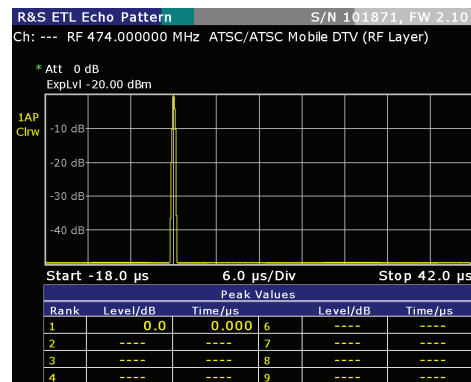 R&S ETL Echo Pattern S/N 101871, FW 2.10
Ch: --- RF 474.000000 MHz ATSC/ATSC Mobile DTV (RF Layer)
* Att 0 dB
ExpLvl -20.00 dBm
1AP
Clrw
-10 dB
-20 dB
-30 dB
-40 dB
Start -18.0 µs 6.0 µs/Div Stop 42.0 µs
Peak Values
Rank Level/dB Time/µs Level/dB Time/µs
1 0.0 0.000 6 ---- ----
2 ---- ---- 7 ---- ----
3 ---- ---- 8 ---- ----
4 ---- ---- 9 ---- ----